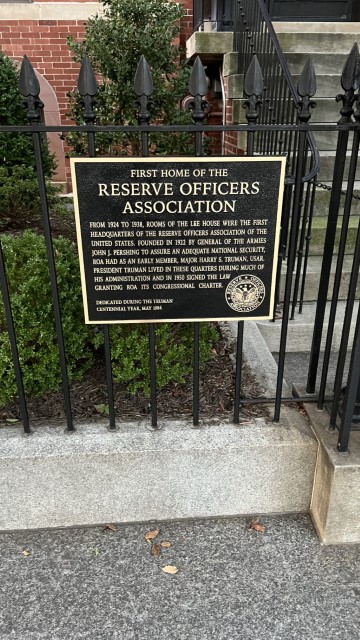 FIRST HOME OF THE
RESERVE OFFICERS
ASSOCIATION
FROM 1924 TO 1938, ROOMS OF THE LEE HOUSE WERE THE FIRST
HEADQUARTERS OF THE RESERVE OFFICERS ASSOCIATION OF THE
UNITED STATES. FOUNDED IN 1922 BY GENERAL OF THE ARMIES
JOHN J. PERSHING TO ASSURE AN ADEQUATE NATIONAL SECURITY,
ROA HAD AS AN EARLY MEMBER, MAJOR HARRY S. TRUMAN, USAR.
PRESIDENT TRUMAN LIVED IN THESE QUARTERS DURING MUCH OF
HIS ADMINISTRATION AND IN 1950 SIGNED THE LAW
GRANTING ROA ITS CONGRESSIONAL CHARTER.
DEDICATED DURING THE TRUMAN
CENTENNIAL YEAR, MAY 1984